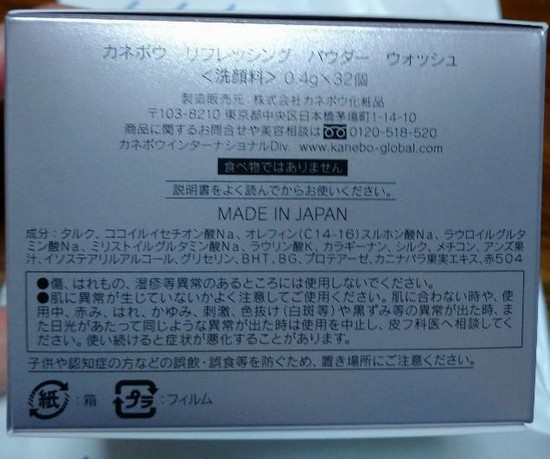 カネボウ リフレッシング パウダー ウォッシュ
＜洗顔料＞ 0.4g×32個
製造販売元：株式会社カネボウ化粧品
〒103-8210 東京都中央区日本橋茅場町1-14-10
商品に関するお問合せや美容相談は 0120-518-520
カネボウインターナショナルDiv. www.kanebo-global.com
食べ物ではありません
説明書をよく読んでからお使いください。
MADE IN JAPAN
成分：タルク、ココイルイセチオン酸Na、オレフィン(C14-16)スルホン酸Na、ラウロイルグルタ
ミン酸Na、ミリストイルグルタミン酸Na、ラウリン酸K、カラギーナン、シルク、メチコン、アンズ果
汁、イソステアリルアルコール、グリセリン、BHT、BG、プロテアーゼ、カニナバラ果実エキス、赤504
●傷、はれもの、湿疹等異常のあるところには使用しないでください。
●肌に異常が生じていないかよく注意してご使用ください。肌に合わない時や、使
用中、赤み、はれ、かゆみ、刺激、色抜け(白斑等)や黒ずみ等の異常が出た時、ま
た日光があたって同じような異常が出た時は使用を中止し、皮フ科医へ相談してく
ださい。使い続けると症状が悪化することがあります。
子供や認知症の方などの誤飲・誤食等を防ぐため、置き場所にご注意ください。
紙：箱 プラ：フィルム